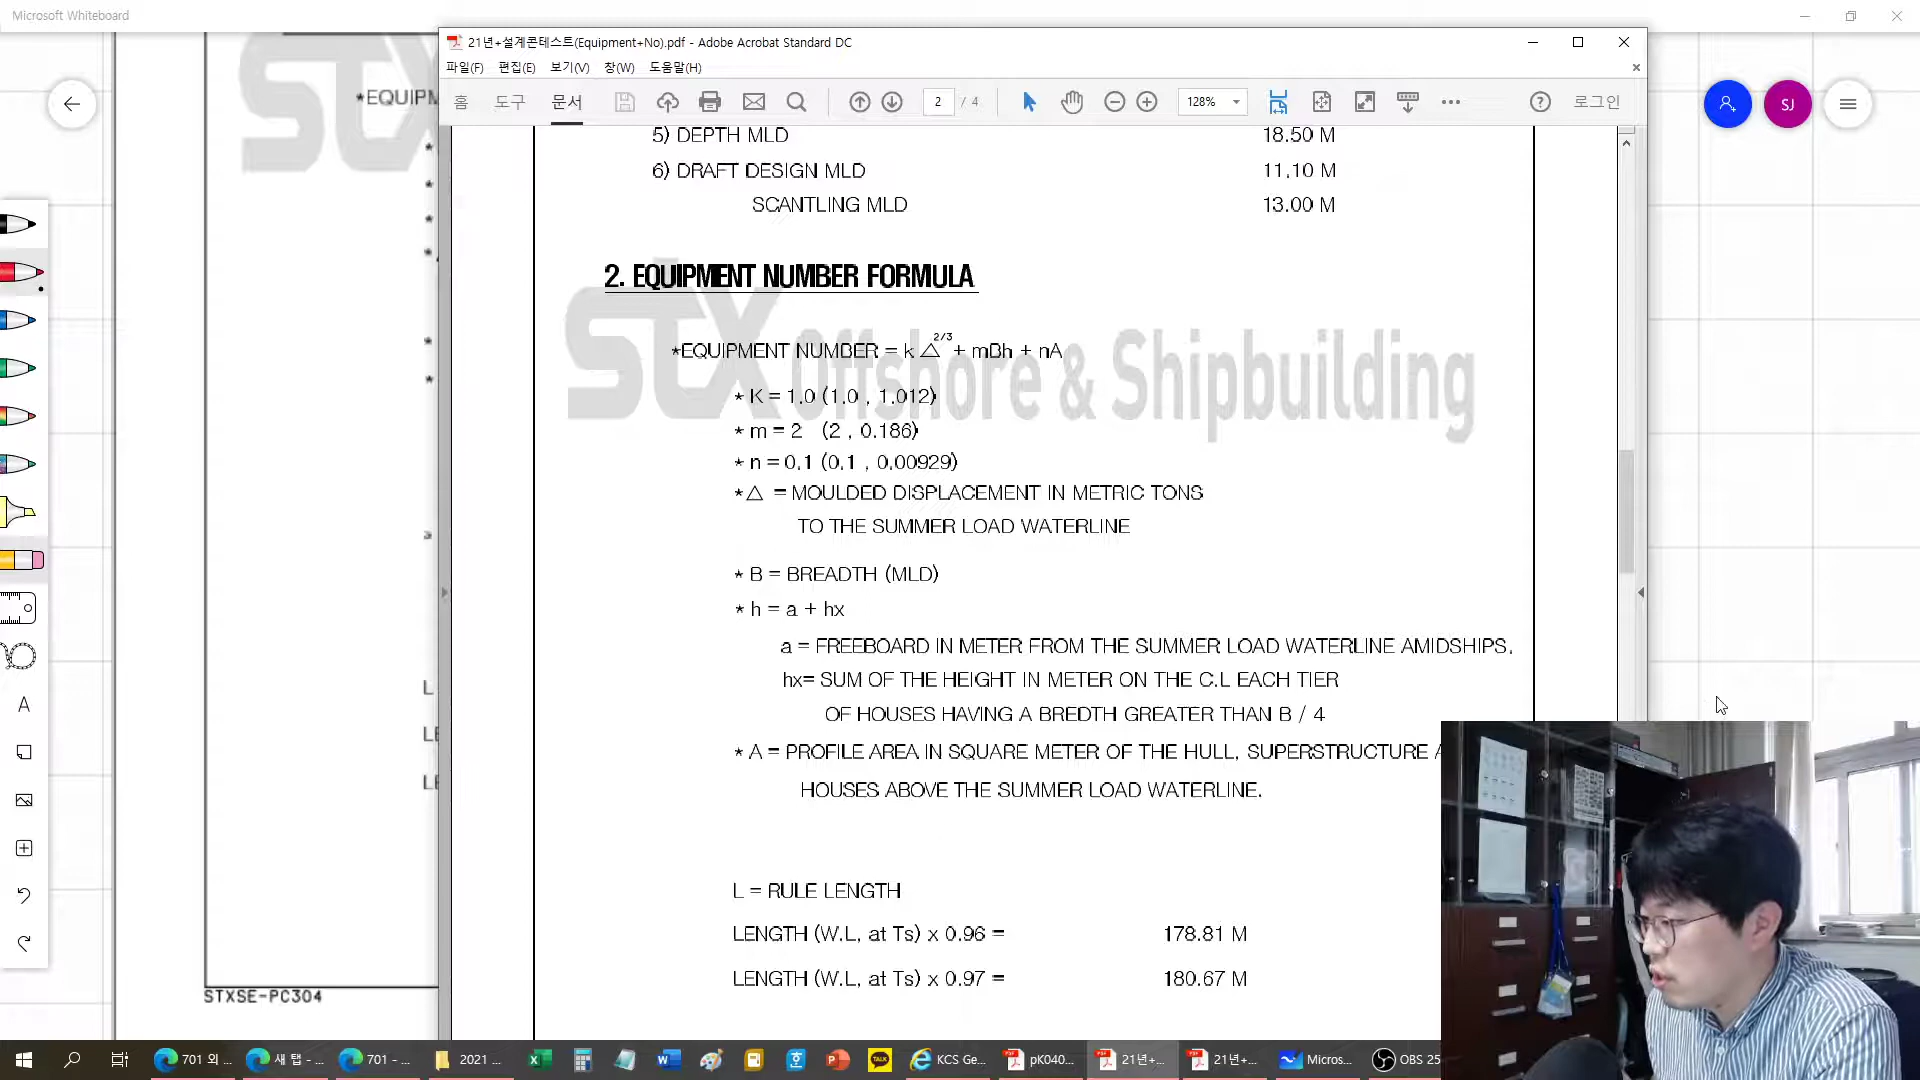 Microsoft Whiteboard
21년+설계콘테스트(Equipment+No).pdf - Adobe Acrobat Standard DC
파일(F) 편집(E) 보기(V) 창(W) 도움말(H)
홈 도구 문서 2 / 4 128% 로그인
SJ
STX
*EQUIPM
5) DEPTH MLD 18.50 M
6) DRAFT DESIGN MLD 11.10 M
SCANTLING MLD 13.00 M
2. EQUIPMENT NUMBER FORMULA
STX Offshore & Shipbuilding
*EQUIPMENT NUMBER = k △2/3 + mBh + nA
* K = 1.0 (1.0 , 1.012)
* m = 2 (2 , 0.186)
* n = 0.1 (0.1 , 0.00929)
* △ = MOULDED DISPLACEMENT IN METRIC TONS
TO THE SUMMER LOAD WATERLINE
* B = BREADTH (MLD)
* h = a + hx
a = FREEBOARD IN METER FROM THE SUMMER LOAD WATERLINE AMIDSHIPS.
hx= SUM OF THE HEIGHT IN METER ON THE C.L EACH TIER
OF HOUSES HAVING A BREDTH GREATER THAN B / 4
* A = PROFILE AREA IN SQUARE METER OF THE HULL, SUPERSTRUCTURE
HOUSES ABOVE THE SUMMER LOAD WATERLINE.
L = RULE LENGTH
LENGTH (W.L, at Ts) x 0.96 = 178.81 M
LENGTH (W.L, at Ts) x 0.97 = 180.67 M
STXSE-PC304
701 외 ... 새 탭 - ... 701 - ... 2021 ... KCS Ge... pK040... 21년+... 21년+... Micros... OBS 25